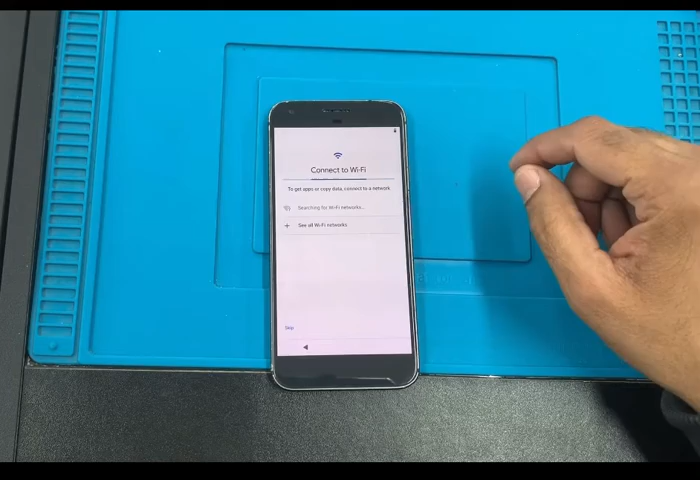 Connect to Wi-Fi
To get apps or copy data, connect to a network
Searching for Wi-Fi networks...
See all Wi-Fi networks
Skip